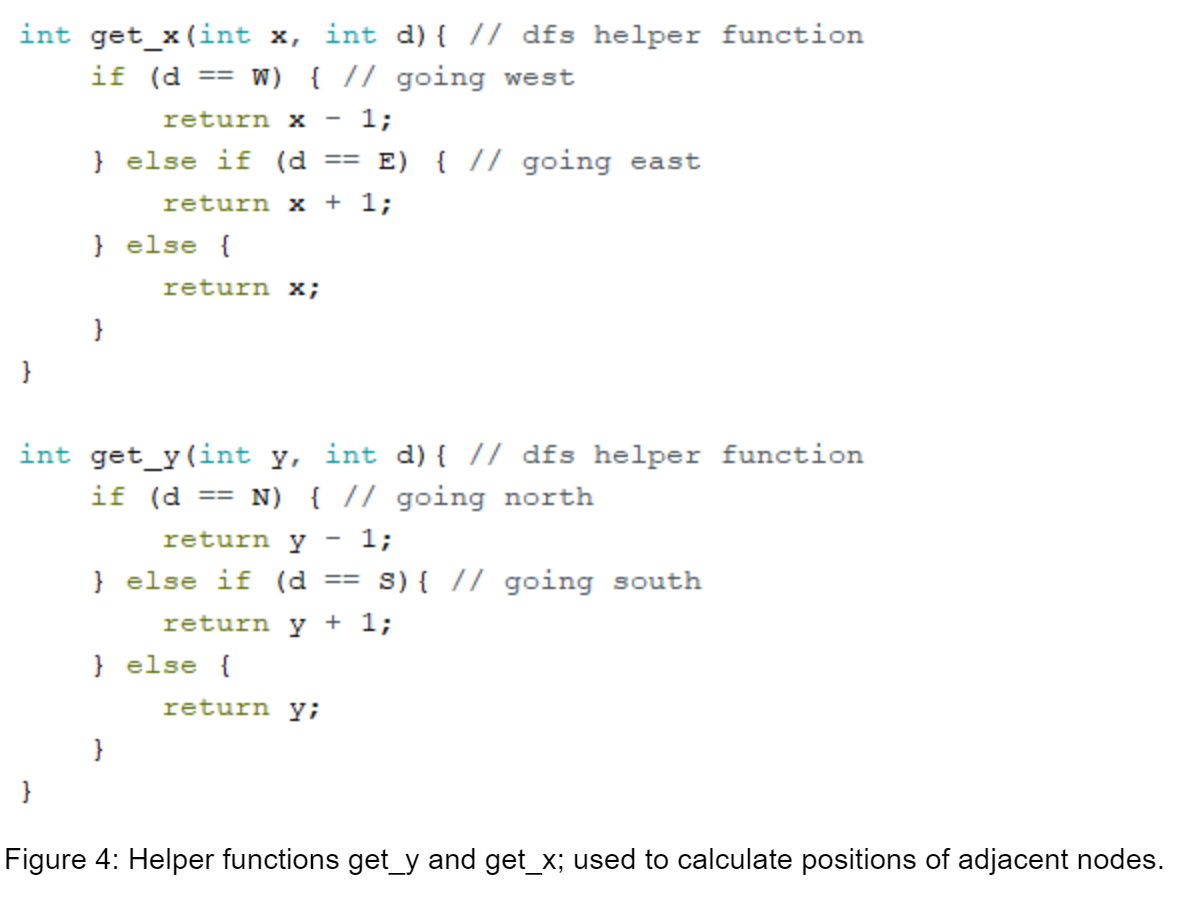 int get_x(int x, int d){ // dfs helper function
    if (d == W) { // going west
        return x - 1;
    } else if (d == E) { // going east
        return x + 1;
    } else {
        return x;
    }
}

int get_y(int y, int d){ // dfs helper function
    if (d == N) { // going north
        return y - 1;
    } else if (d == S){ // going south
        return y + 1;
    } else {
        return y;
    }
}
Figure 4: Helper functions get_y and get_x; used to calculate positions of adjacent nodes.